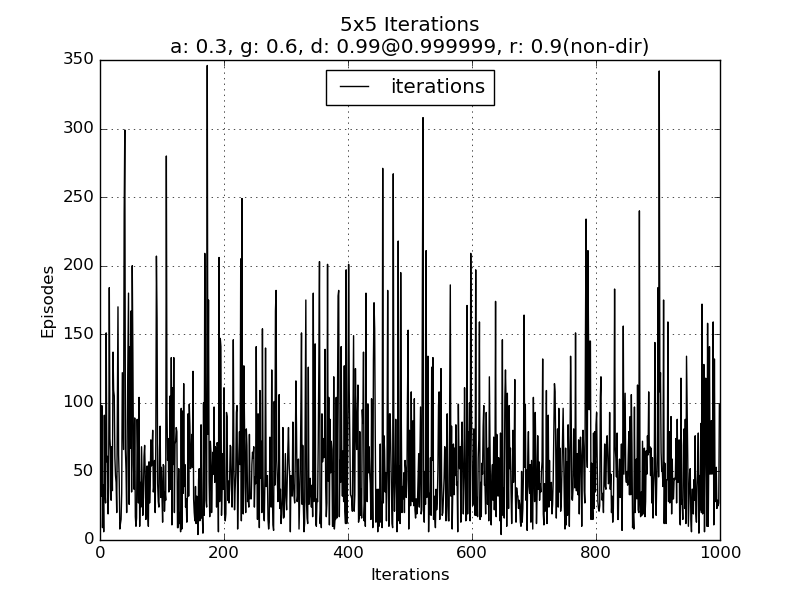 5x5 Iterations
a: 0.3, g: 0.6, d: 0.99@0.999999, r: 0.9(non-dir)
iterations
350
300
250
200
150
100
50
0
Episodes
0 200 400 600 800 1000
Iterations